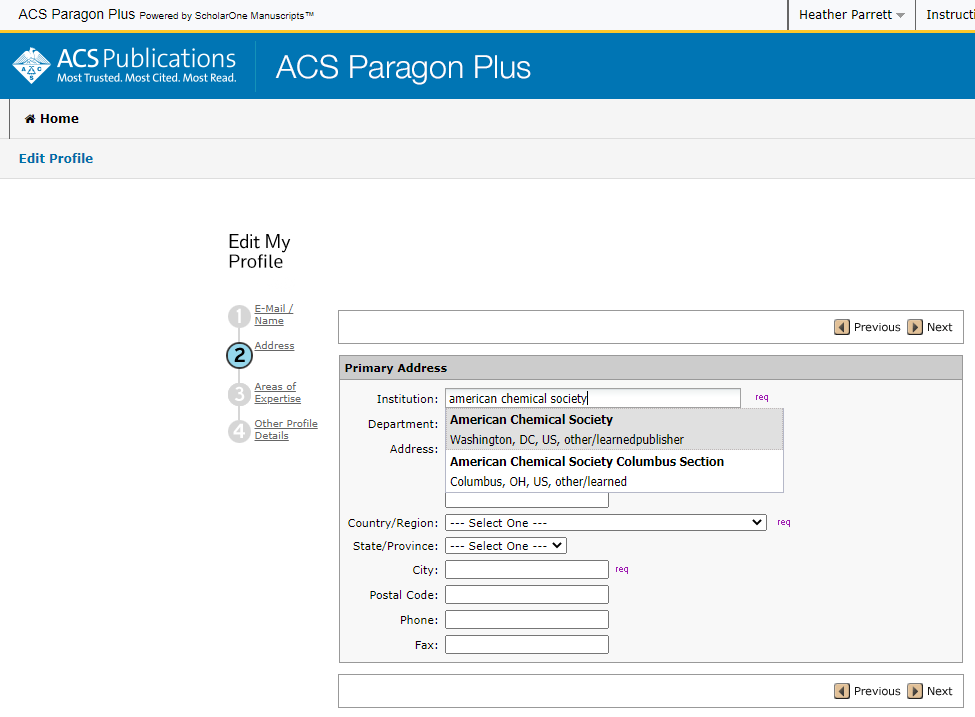 ACS Paragon Plus Powered by ScholarOne Manuscripts™
Heather Parrett
Instructi
ACS Publications
Most Trusted. Most Cited. Most Read.
ACS Paragon Plus
Home
Edit Profile
Edit My
Profile
1 E-Mail /
Name
2 Address
3 Areas of
Expertise
4 Other Profile
Details
Previous Next
Primary Address
Institution: american chemical society req
American Chemical Society
Washington, DC, US, other/learnedpublisher
American Chemical Society Columbus Section
Columbus, OH, US, other/learned
Department:
Address:
Country/Region: --- Select One --- req
State/Province: --- Select One ---
City: req
Postal Code:
Phone:
Fax:
Previous Next